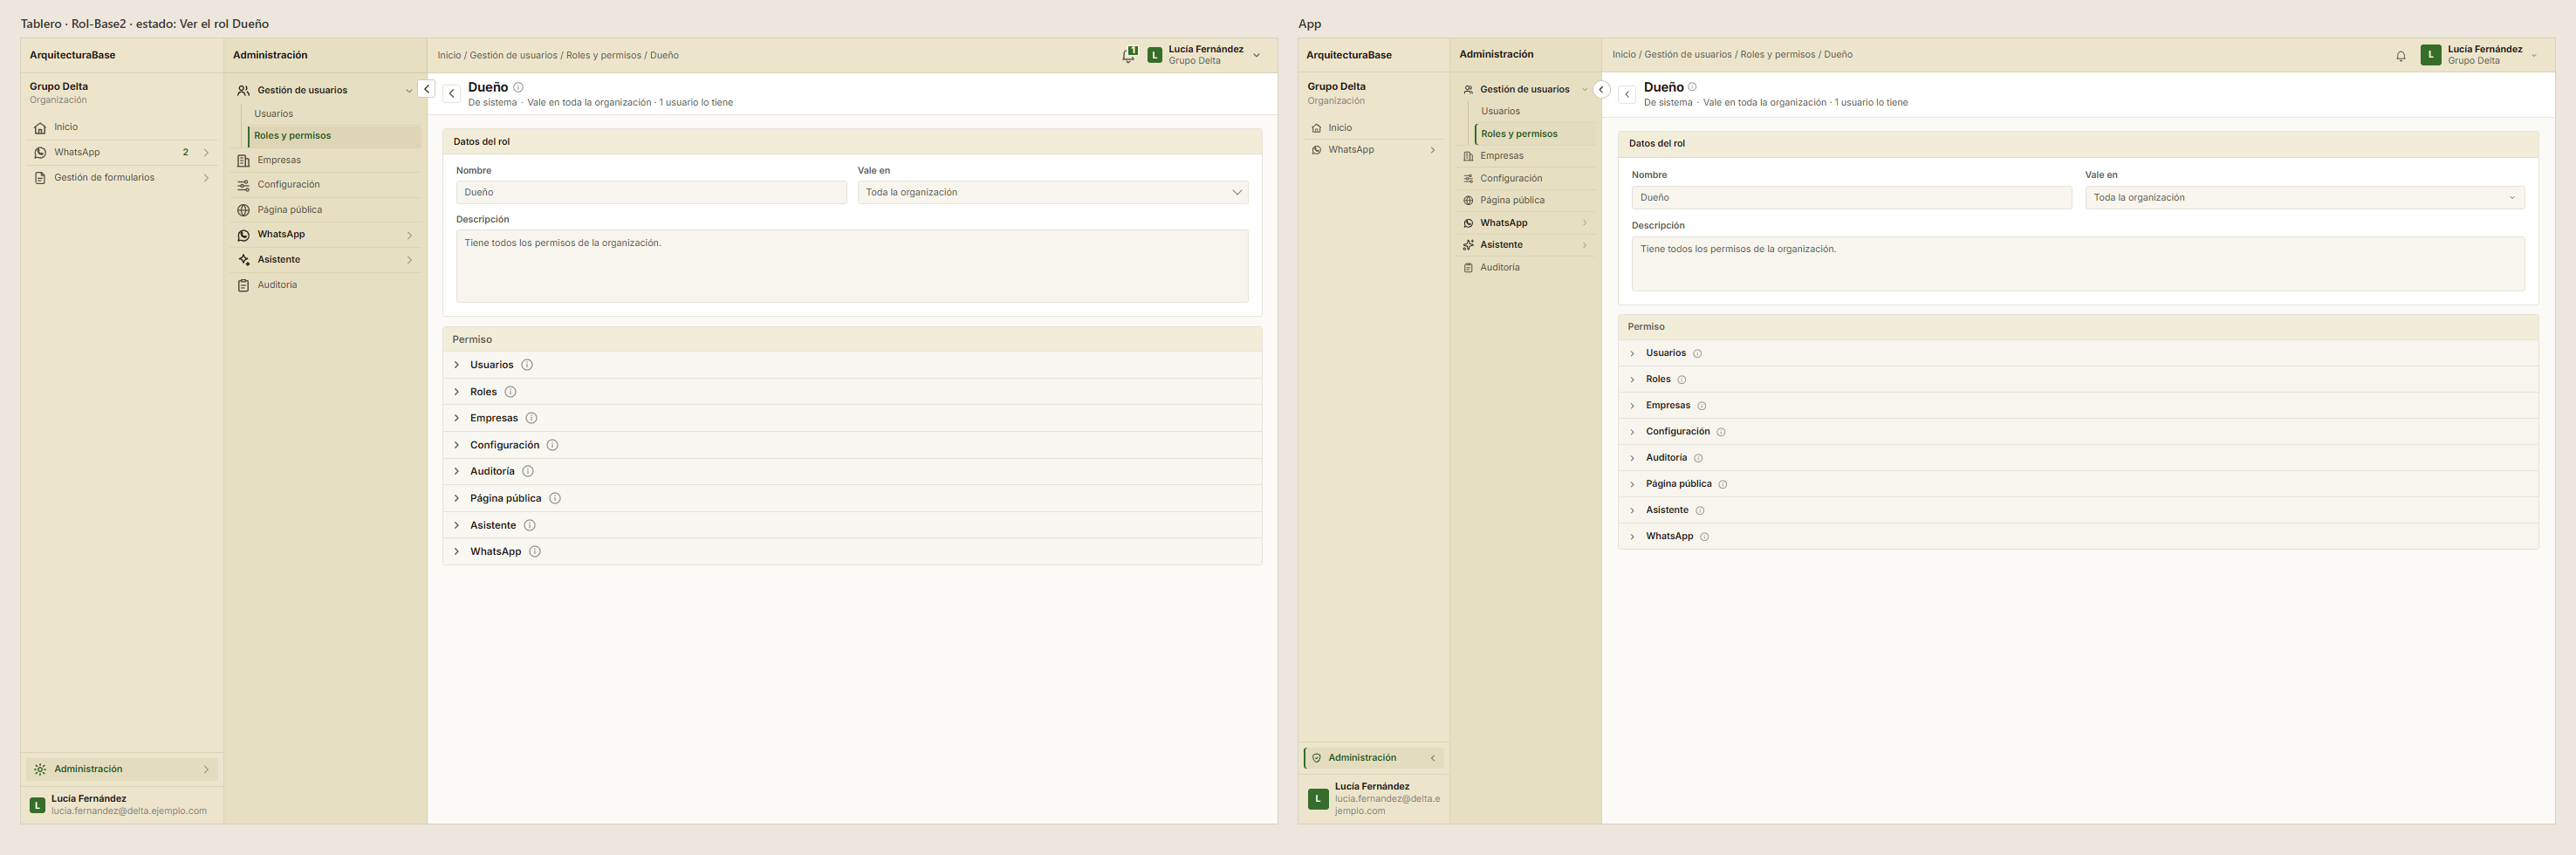 Tablero · Rol-Base2 · estado: Ver el rol Dueño
ArquitecturaBase
Grupo Delta
Organización
Inicio
WhatsApp 2
Gestión de formularios
Administración
L
Lucía Fernández
lucia.fernandez@delta.ejemplo.com
Administración
Gestión de usuarios
Usuarios
Roles y permisos
Empresas
Configuración
Página pública
WhatsApp
Asistente
Auditoría
Inicio / Gestión de usuarios / Roles y permisos / Dueño
1
L
Lucía Fernández
Grupo Delta
Dueño
De sistema · Vale en toda la organización · 1 usuario lo tiene
Datos del rol
Nombre
Dueño
Vale en
Toda la organización
Descripción
Tiene todos los permisos de la organización.
Permiso
Usuarios
Roles
Empresas
Configuración
Auditoría
Página pública
Asistente
WhatsApp
App
ArquitecturaBase
Grupo Delta
Organización
Inicio
WhatsApp
Administración
L
Lucía Fernández
lucia.fernandez@delta.e
jemplo.com
Administración
Gestión de usuarios
Usuarios
Roles y permisos
Empresas
Configuración
Página pública
WhatsApp
Asistente
Auditoría
Inicio / Gestión de usuarios / Roles y permisos / Dueño
L
Lucía Fernández
Grupo Delta
Dueño
De sistema · Vale en toda la organización · 1 usuario lo tiene
Datos del rol
Nombre
Dueño
Vale en
Toda la organización
Descripción
Tiene todos los permisos de la organización.
Permiso
Usuarios
Roles
Empresas
Configuración
Auditoría
Página pública
Asistente
WhatsApp